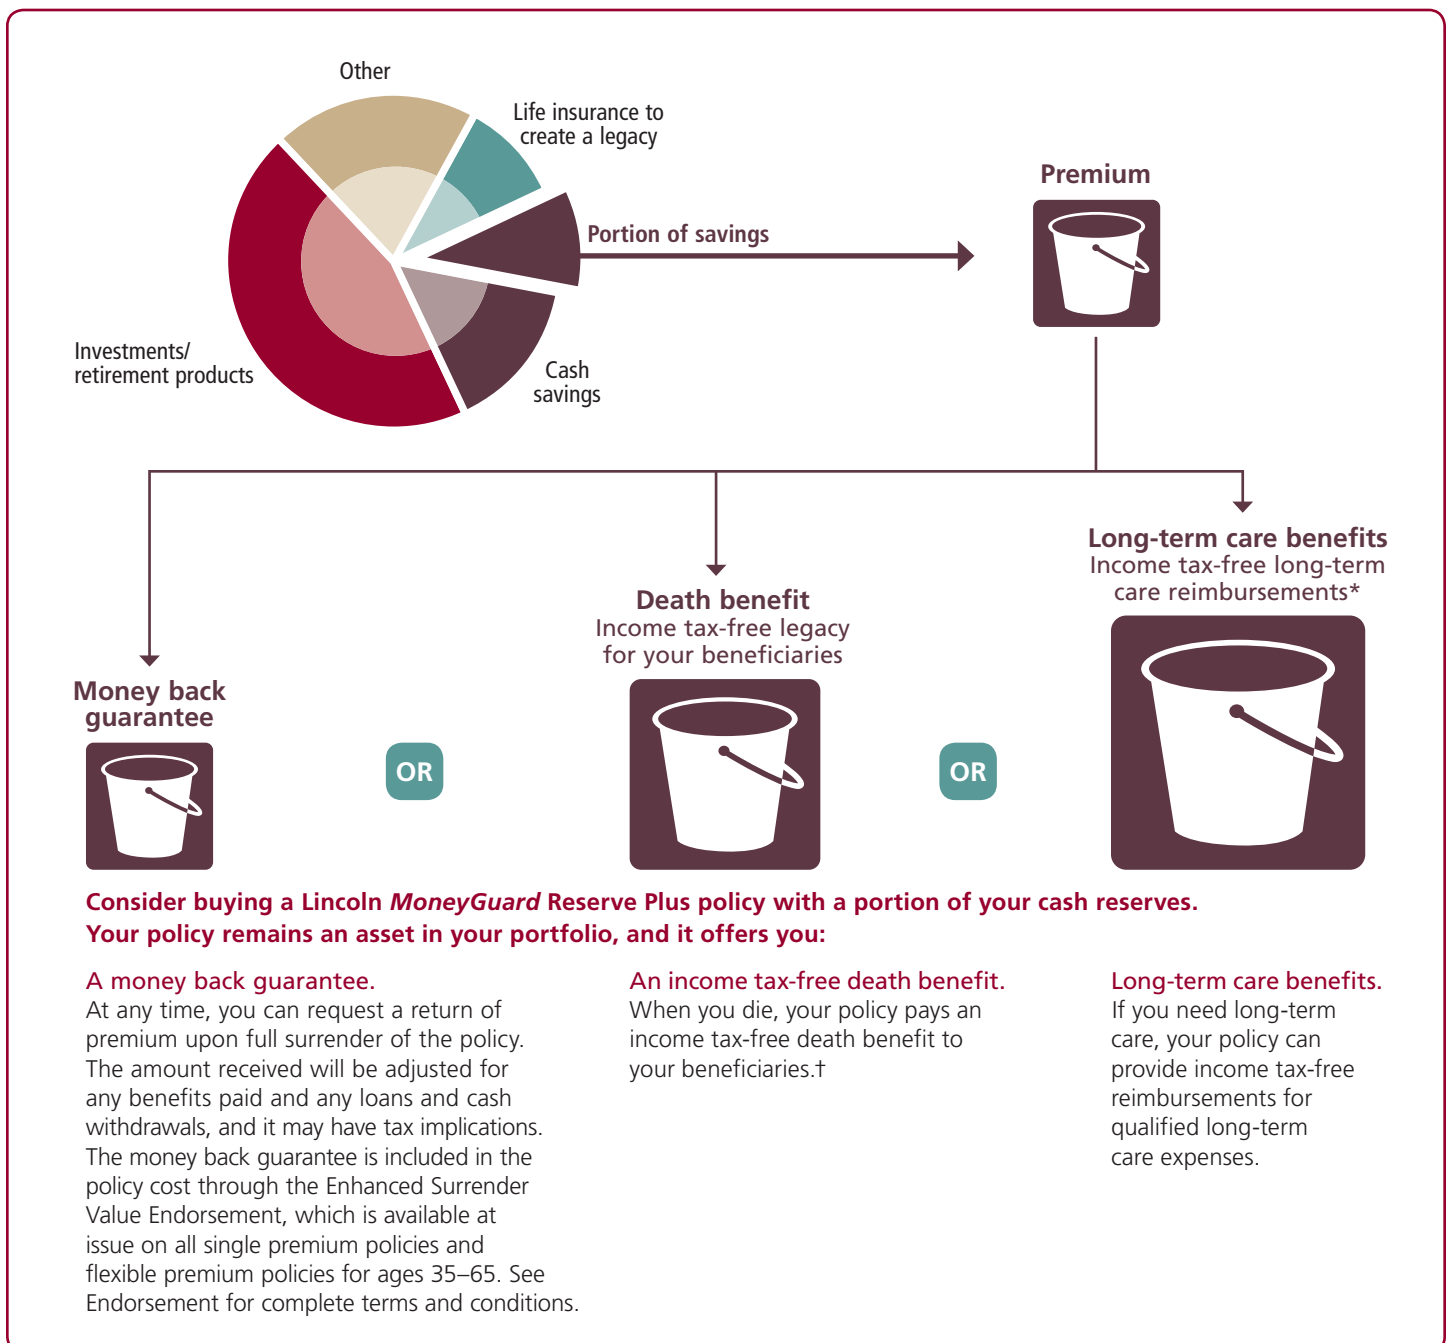 Other
Life insurance to
create a legacy
Premium
Portion of savings
Investments/
retirement products
Cash
savings
Long-term care benefits
Income tax-free long-term
care reimbursements*
Death benefit
Income tax-free legacy
for your beneficiaries
Money back
guarantee
OR
OR
Consider buying a Lincoln MoneyGuard Reserve Plus policy with a portion of your cash reserves.
Your policy remains an asset in your portfolio, and it offers you:
A money back guarantee.
At any time, you can request a return of
premium upon full surrender of the policy.
The amount received will be adjusted for
any benefits paid and any loans and cash
withdrawals, and it may have tax implications.
The money back guarantee is included in the
policy cost through the Enhanced Surrender
Value Endorsement, which is available at
issue on all single premium policies and
flexible premium policies for ages 35–65. See
Endorsement for complete terms and conditions.
An income tax-free death benefit.
When you die, your policy pays an
income tax-free death benefit to
your beneficiaries.†
Long-term care benefits.
If you need long-term
care, your policy can
provide income tax-free
reimbursements for
qualified long-term
care expenses.